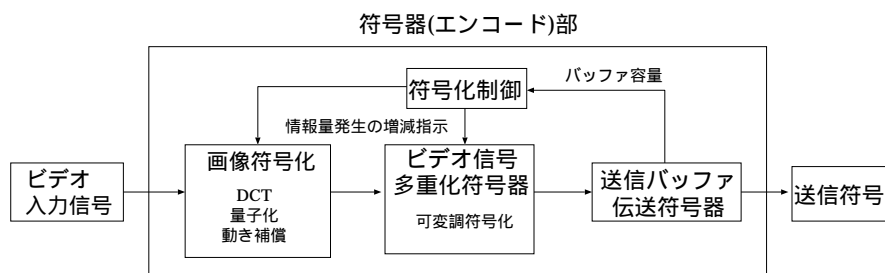 符号器(エンコード)部
符号化制御
バッファ容量
情報量発生の増減指示
ビデオ
入力信号
画像符号化
DCT
量子化
動き補償
ビデオ信号
多重化符号器
可変調符号化
送信バッファ
伝送符号器
送信符号